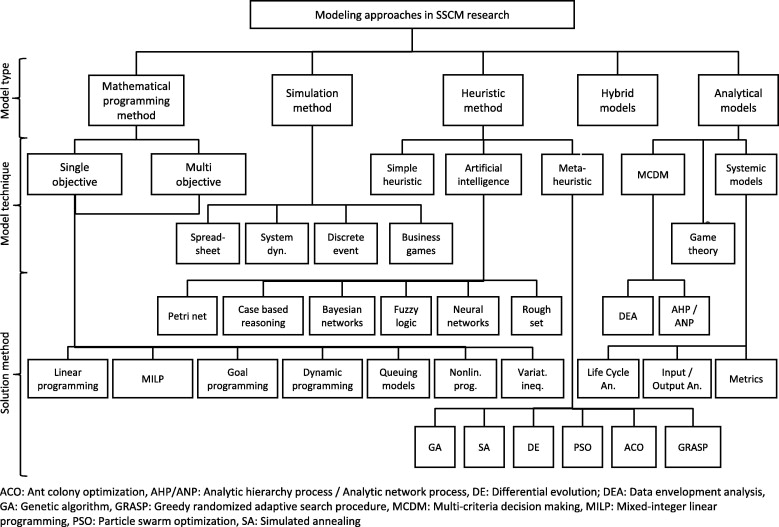 Modeling approaches in SSCM research
Model type
Mathematical
programming
method
Simulation
method
Heuristic
method
Hybrid
models
Analytical
models
Model technique
Single
objective
Multi
objective
Simple
heuristic
Artificial
intelligence
Meta-
heuristic
MCDM
Systemic
models
Spread-
sheet
System
dyn.
Discrete
event
Business
games
Game
theory
Solution method
Petri net
Case based
reasoning
Bayesian
networks
Fuzzy
logic
Neural
networks
Rough
set
DEA
AHP /
ANP
Linear
programming
MILP
Goal
programming
Dynamic
programming
Queuing
models
Nonlin.
prog.
Variat.
ineq.
Life Cycle
An.
Input /
Output An.
Metrics
GA
SA
DE
PSO
ACO
GRASP
ACO: Ant colony optimization, AHP/ANP: Analytic hierarchy process / Analytic network process, DE: Differential evolution; DEA: Data envelopment analysis,
GA: Genetic algorithm, GRASP: Greedy randomized adaptive search procedure, MCDM: Multi-criteria decision making, MILP: Mixed-integer linear
programming, PSO: Particle swarm optimization, SA: Simulated annealing